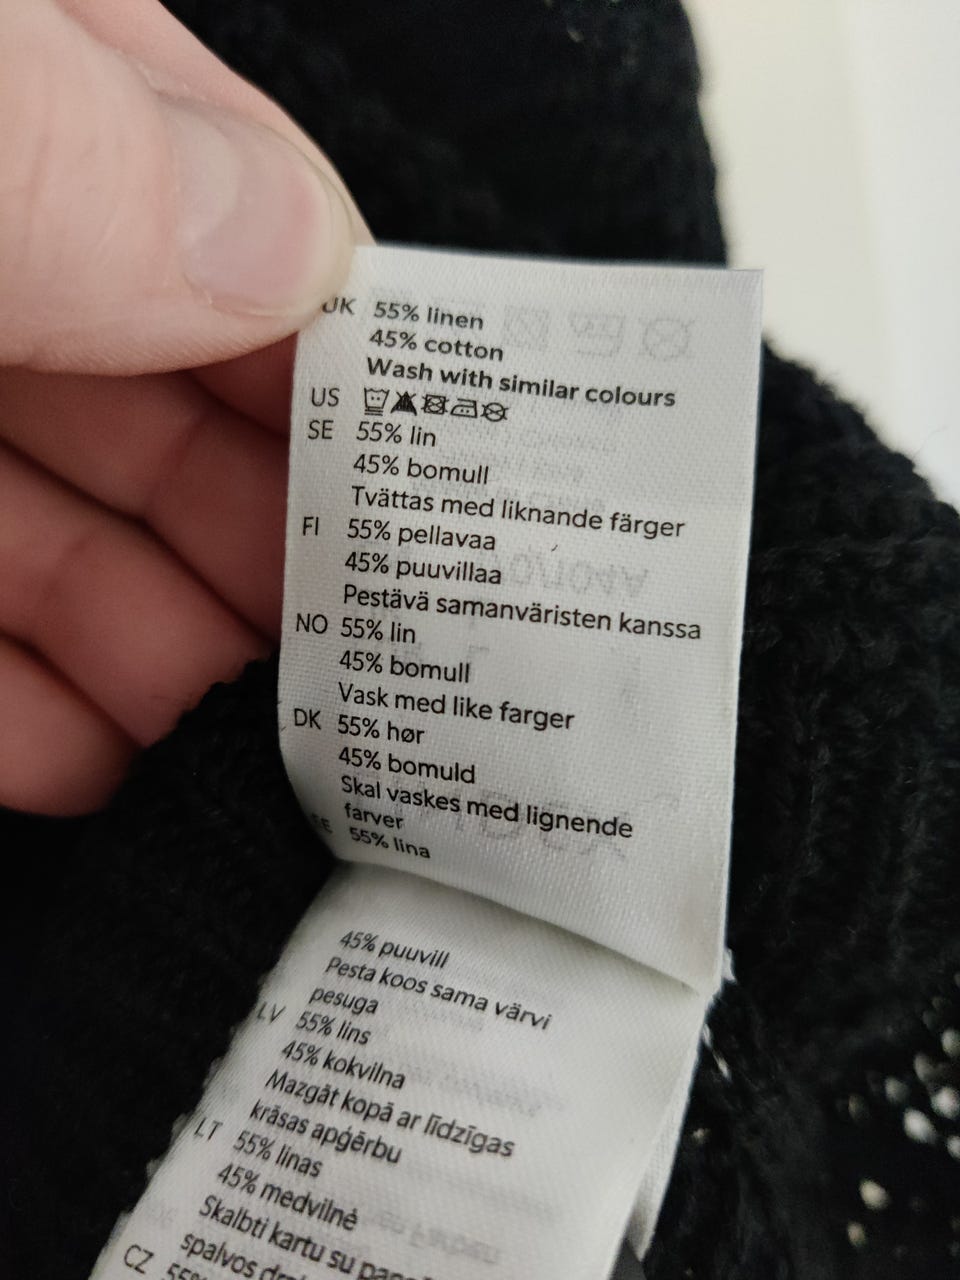 UK 55% linen
45% cotton
Wash with similar colours
US
SE 55% lin
45% bomull
Tvättas med liknande färger
FI 55% pellavaa
45% puuvillaa
Pestävä samanväristen kanssa
NO 55% lin
45% bomull
Vask med like farger
DK 55% hør
45% bomuld
Skal vaskes med lignende
farver
EE 55% lina
45% puuvill
Pesta koos sama värvi
pesuga
LV 55% lins
45% kokvilna
Mazgāt kopā ar līdzīgas
krāsas apģērbu
LT 55% linas
45% medvilnė
Skalbti kartu su
spalvos
CZ 55%